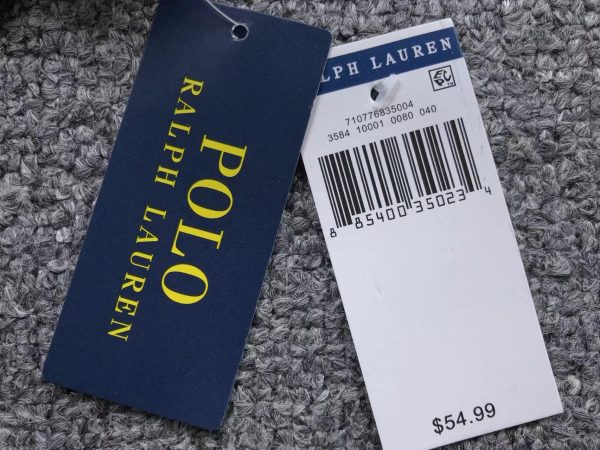 POLO
RALPH LAUREN
LPH LAUREN
710776835004
3584 10001 0080 040
8 85400 35023 4
$54.99